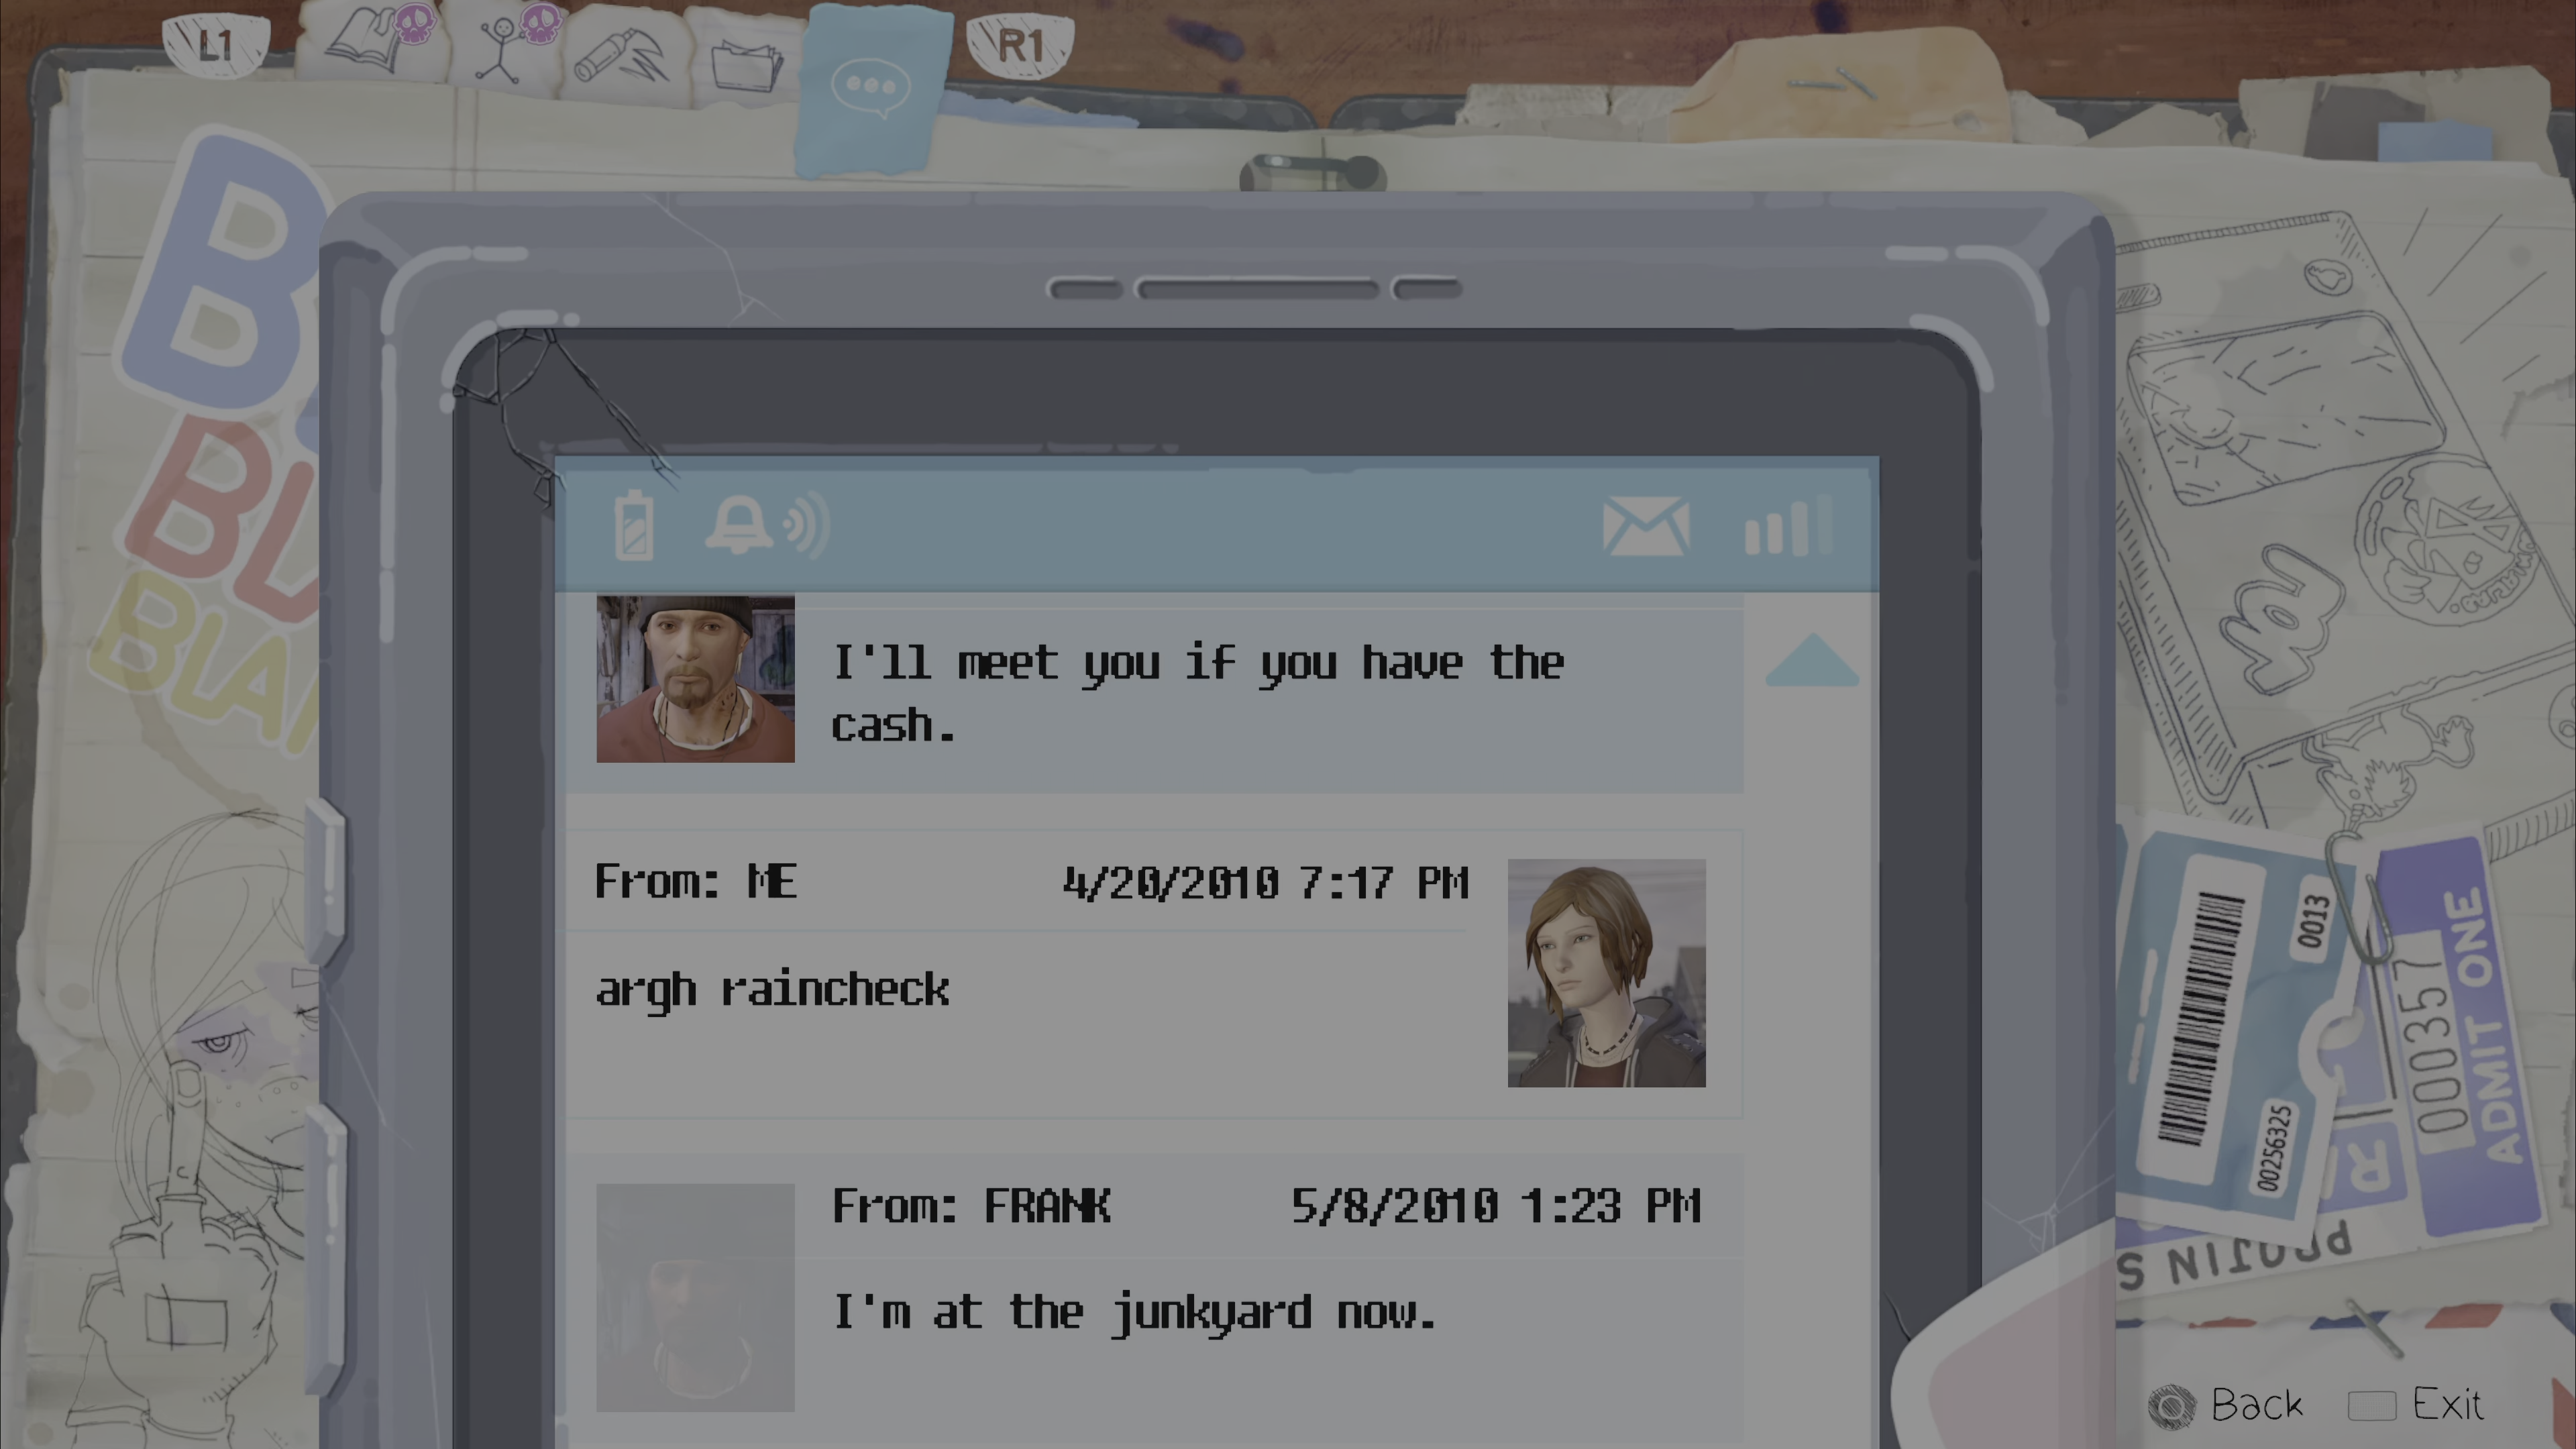 L1
R1
I'll meet you if you have the
cash.
From: ME 4/20/2010 7:17 PM
argh raincheck
From: FRANK 5/8/2010 1:23 PM
I'm at the junkyard now.
0013
00256325
000357
ADMIT ONE
Back Exit